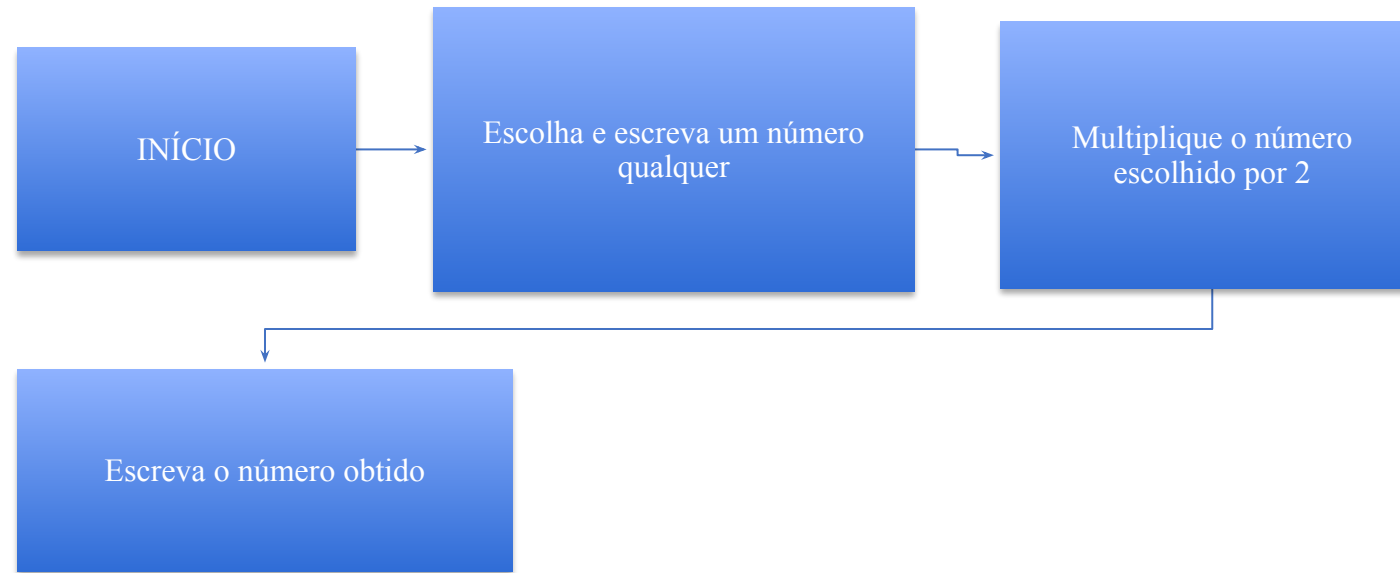 INÍCIO
Escolha e escreva um número
qualquer
Multiplique o número
escolhido por 2
Escreva o número obtido